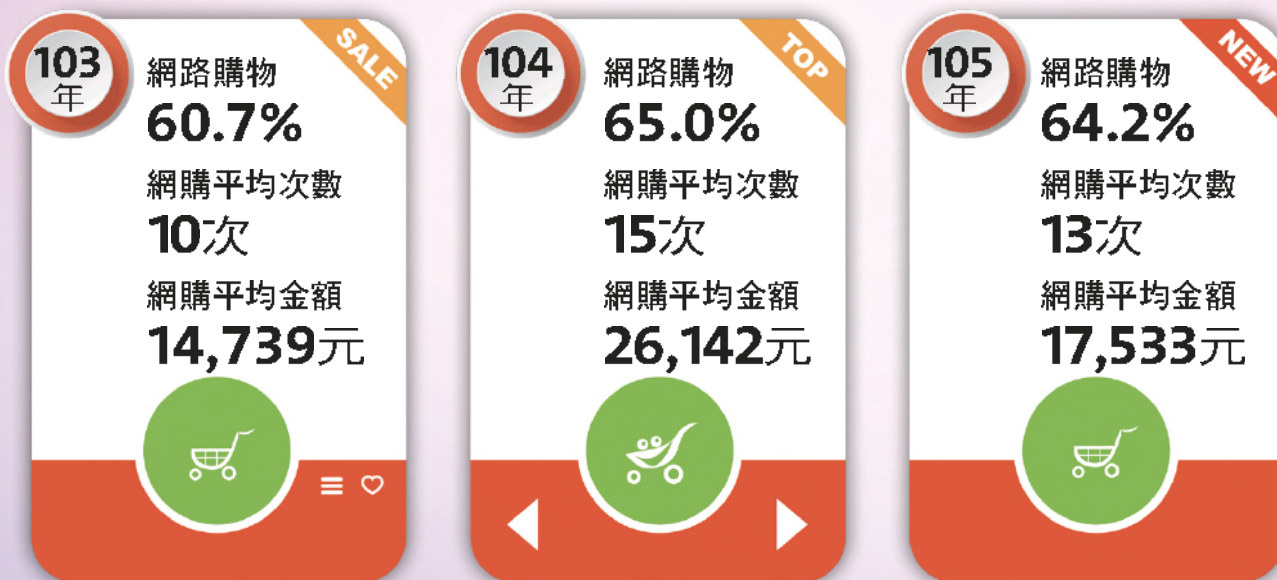 103
年
SALE
網路購物
60.7%
網購平均次數
10次
網購平均金額
14,739元
104
年
TOP
網路購物
65.0%
網購平均次數
15次
網購平均金額
26,142元
105
年
NEW
網路購物
64.2%
網購平均次數
13次
網購平均金額
17,533元